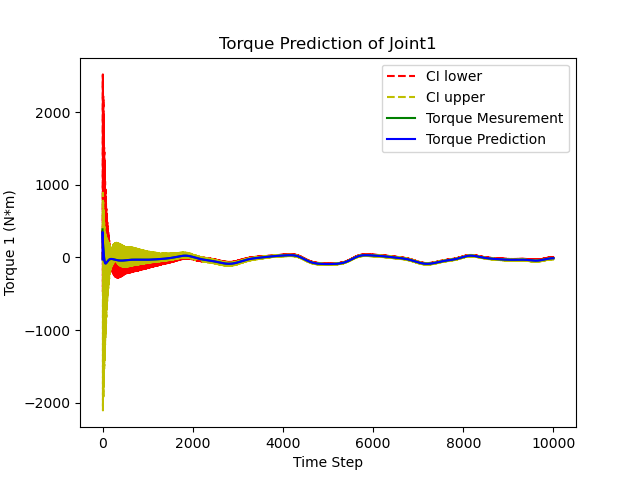 Torque Prediction of Joint1
CI lower
CI upper
Torque Mesurement
Torque Prediction
Torque 1 (N*m)
2000
1000
0
−1000
−2000
0 2000 4000 6000 8000 10000
Time Step